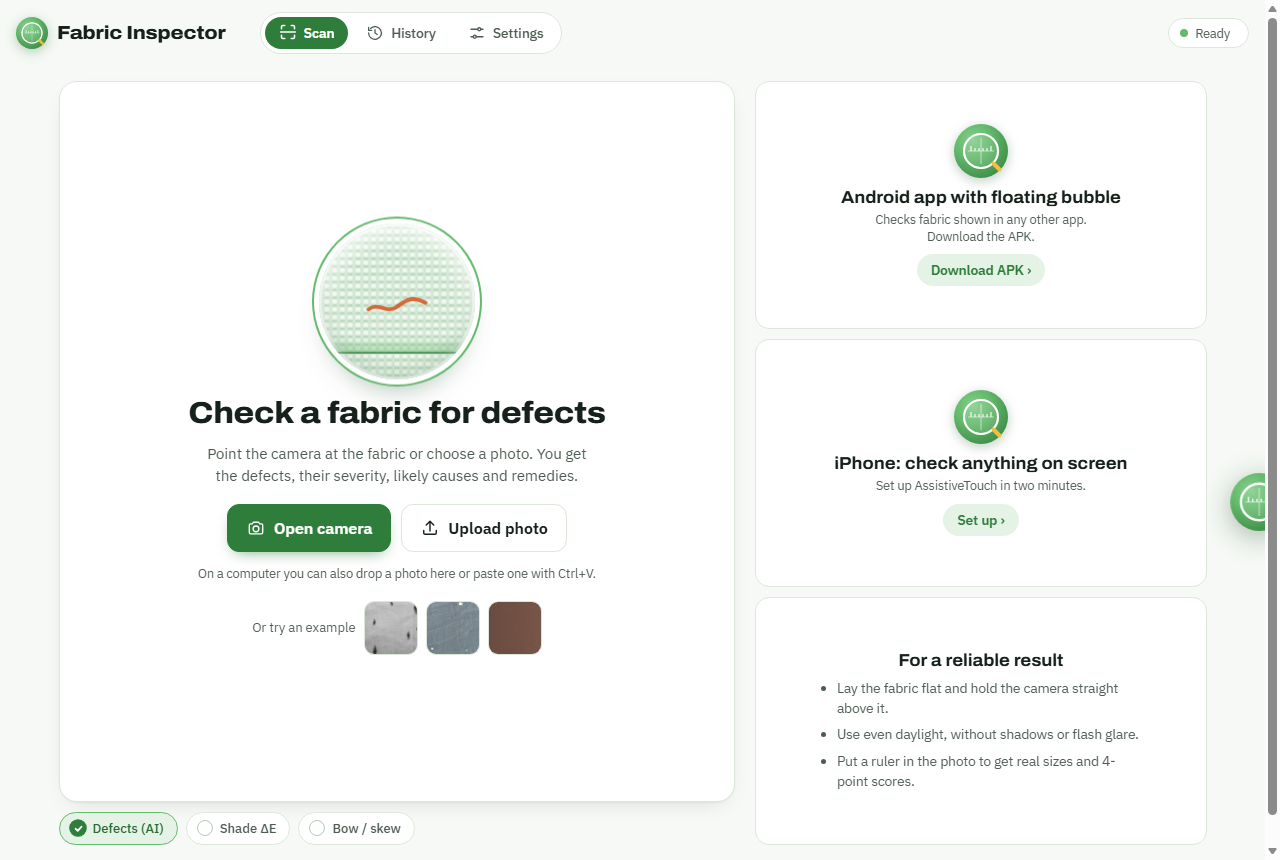 Fabric Inspector
Scan
History
Settings
Ready
Check a fabric for defects
Point the camera at the fabric or choose a photo. You get
the defects, their severity, likely causes and remedies.
Open camera
Upload photo
On a computer you can also drop a photo here or paste one with Ctrl+V.
Or try an example
Defects (AI)
Shade ΔE
Bow / skew
Android app with floating bubble
Checks fabric shown in any other app.
Download the APK.
Download APK ›
iPhone: check anything on screen
Set up AssistiveTouch in two minutes.
Set up ›
For a reliable result
Lay the fabric flat and hold the camera straight
above it.
Use even daylight, without shadows or flash glare.
Put a ruler in the photo to get real sizes and 4-
point scores.